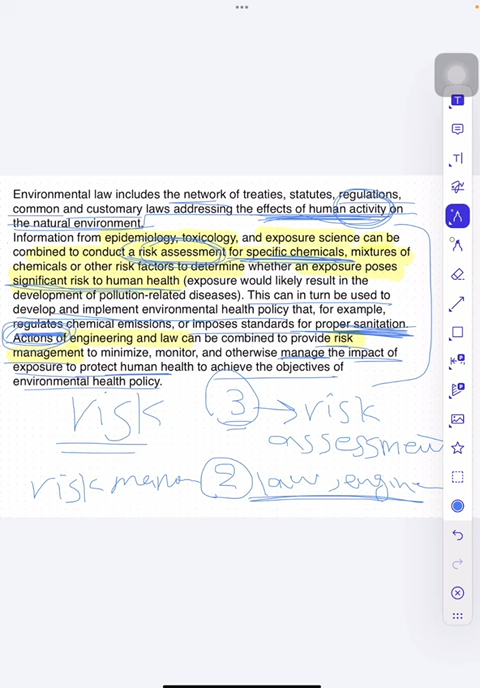 Environmental law includes the network of treaties, statutes, regulations,
common and customary laws addressing the effects of human activity on
the natural environment.
Information from epidemiology, toxicology, and exposure science can be
combined to conduct a risk assessment for specific chemicals, mixtures of
chemicals or other risk factors to determine whether an exposure poses
significant risk to human health (exposure would likely result in the
development of pollution-related diseases). This can in turn be used to
develop and implement environmental health policy that, for example,
regulates chemical emissions, or imposes standards for proper sanitation.
Actions of engineering and law can be combined to provide risk
management to minimize, monitor, and otherwise manage the impact of
exposure to protect human health to achieve the objectives of
environmental health policy.
risk 3 → risk
assessmen
risk mana 2 law, engine